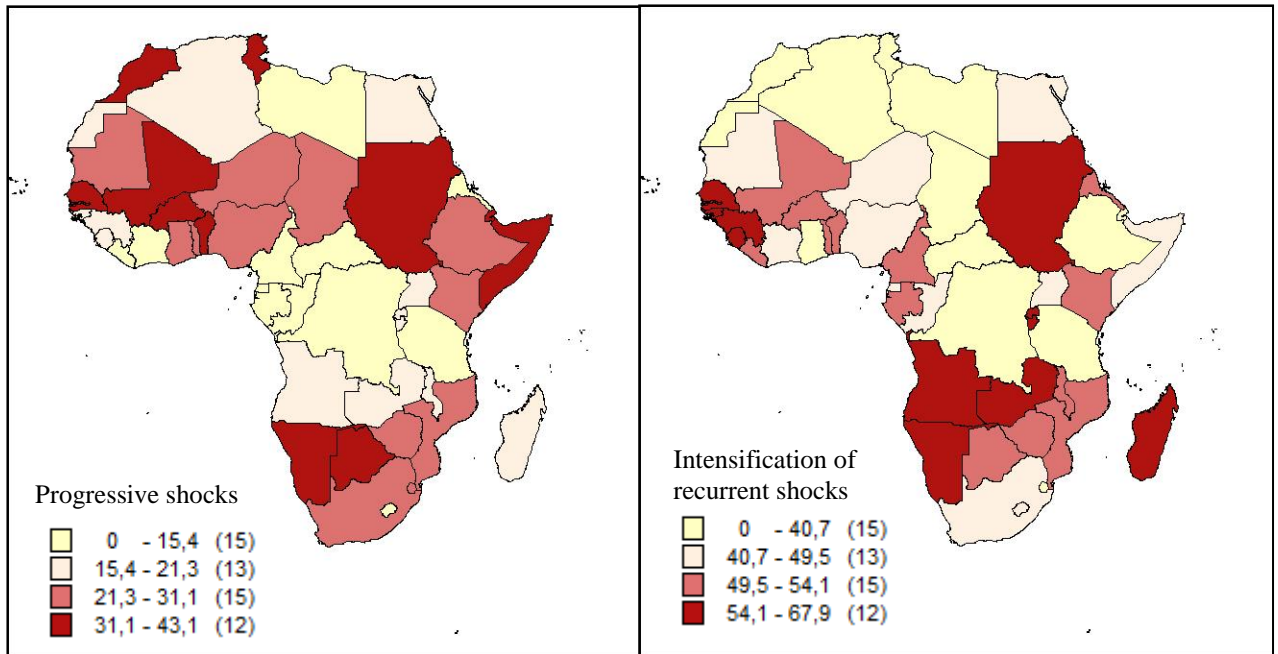 Progressive shocks
0 - 15,4 (15)
15,4 - 21,3 (13)
21,3 - 31,1 (15)
31,1 - 43,1 (12)
Intensification of
recurrent shocks
0 - 40,7 (15)
40,7 - 49,5 (13)
49,5 - 54,1 (15)
54,1 - 67,9 (12)